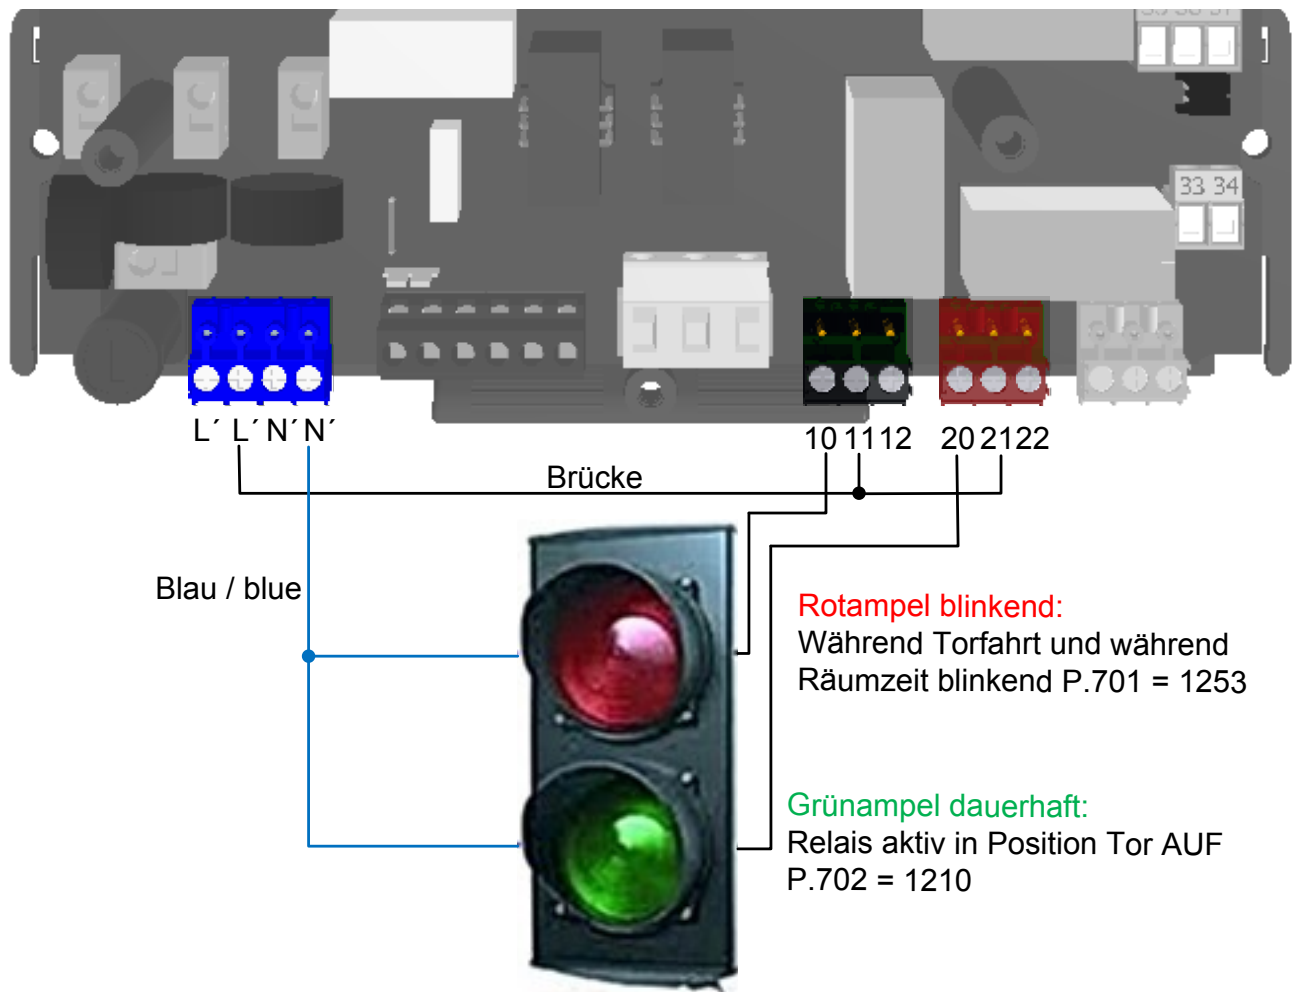 33 34
L´ L´ N´ N´
10 11 12
20 21 22
Brücke
Blau / blue
Rotampel blinkend:
Während Torfahrt und während
Räumzeit blinkend P.701 = 1253
Grünampel dauerhaft:
Relais aktiv in Position Tor AUF
P.702 = 1210